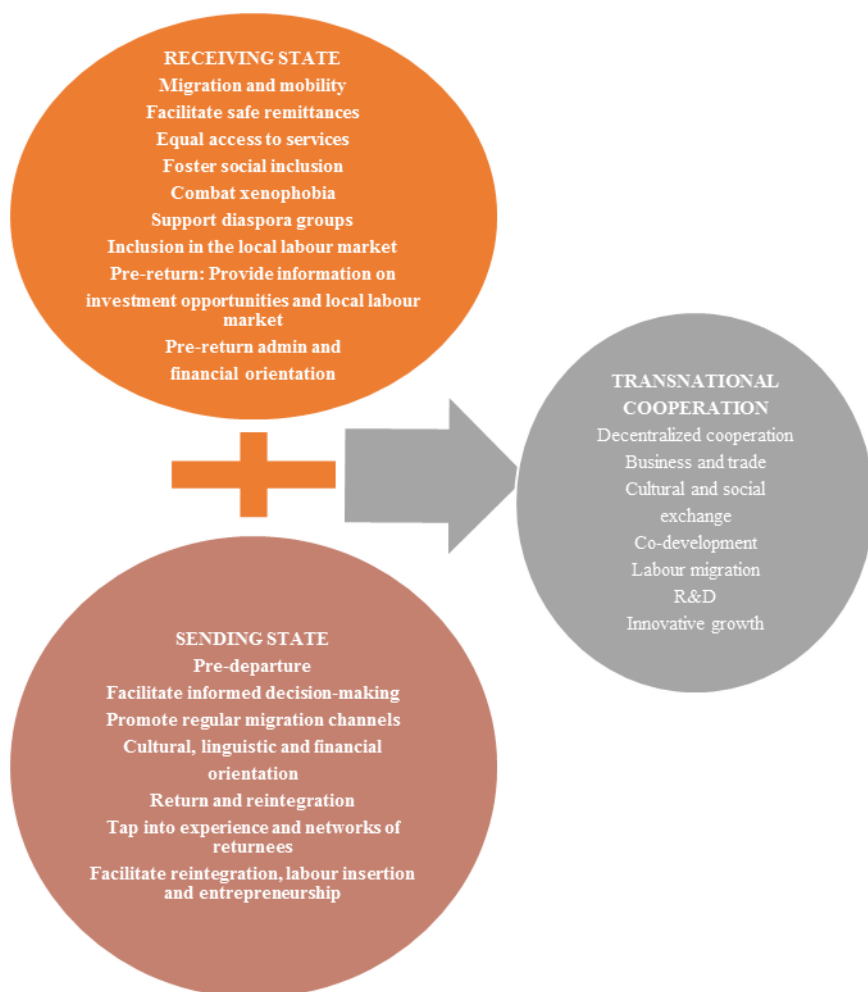 RECEIVING STATE
Migration and mobility
Facilitate safe remittances
Equal access to services
Foster social inclusion
Combat xenophobia
Support diaspora groups
Inclusion in the local labour market
Pre-return: Provide information on
investment opportunities and local labour
market
Pre-return admin and
financial orientation
SENDING STATE
Pre-departure
Facilitate informed decision-making
Promote regular migration channels
Cultural, linguistic and financial
orientation
Return and reintegration
Tap into experience and networks of
returnees
Facilitate reintegration, labour insertion
and entrepreneurship
TRANSNATIONAL
COOPERATION
Decentralized cooperation
Business and trade
Cultural and social
exchange
Co-development
Labour migration
R&D
Innovative growth